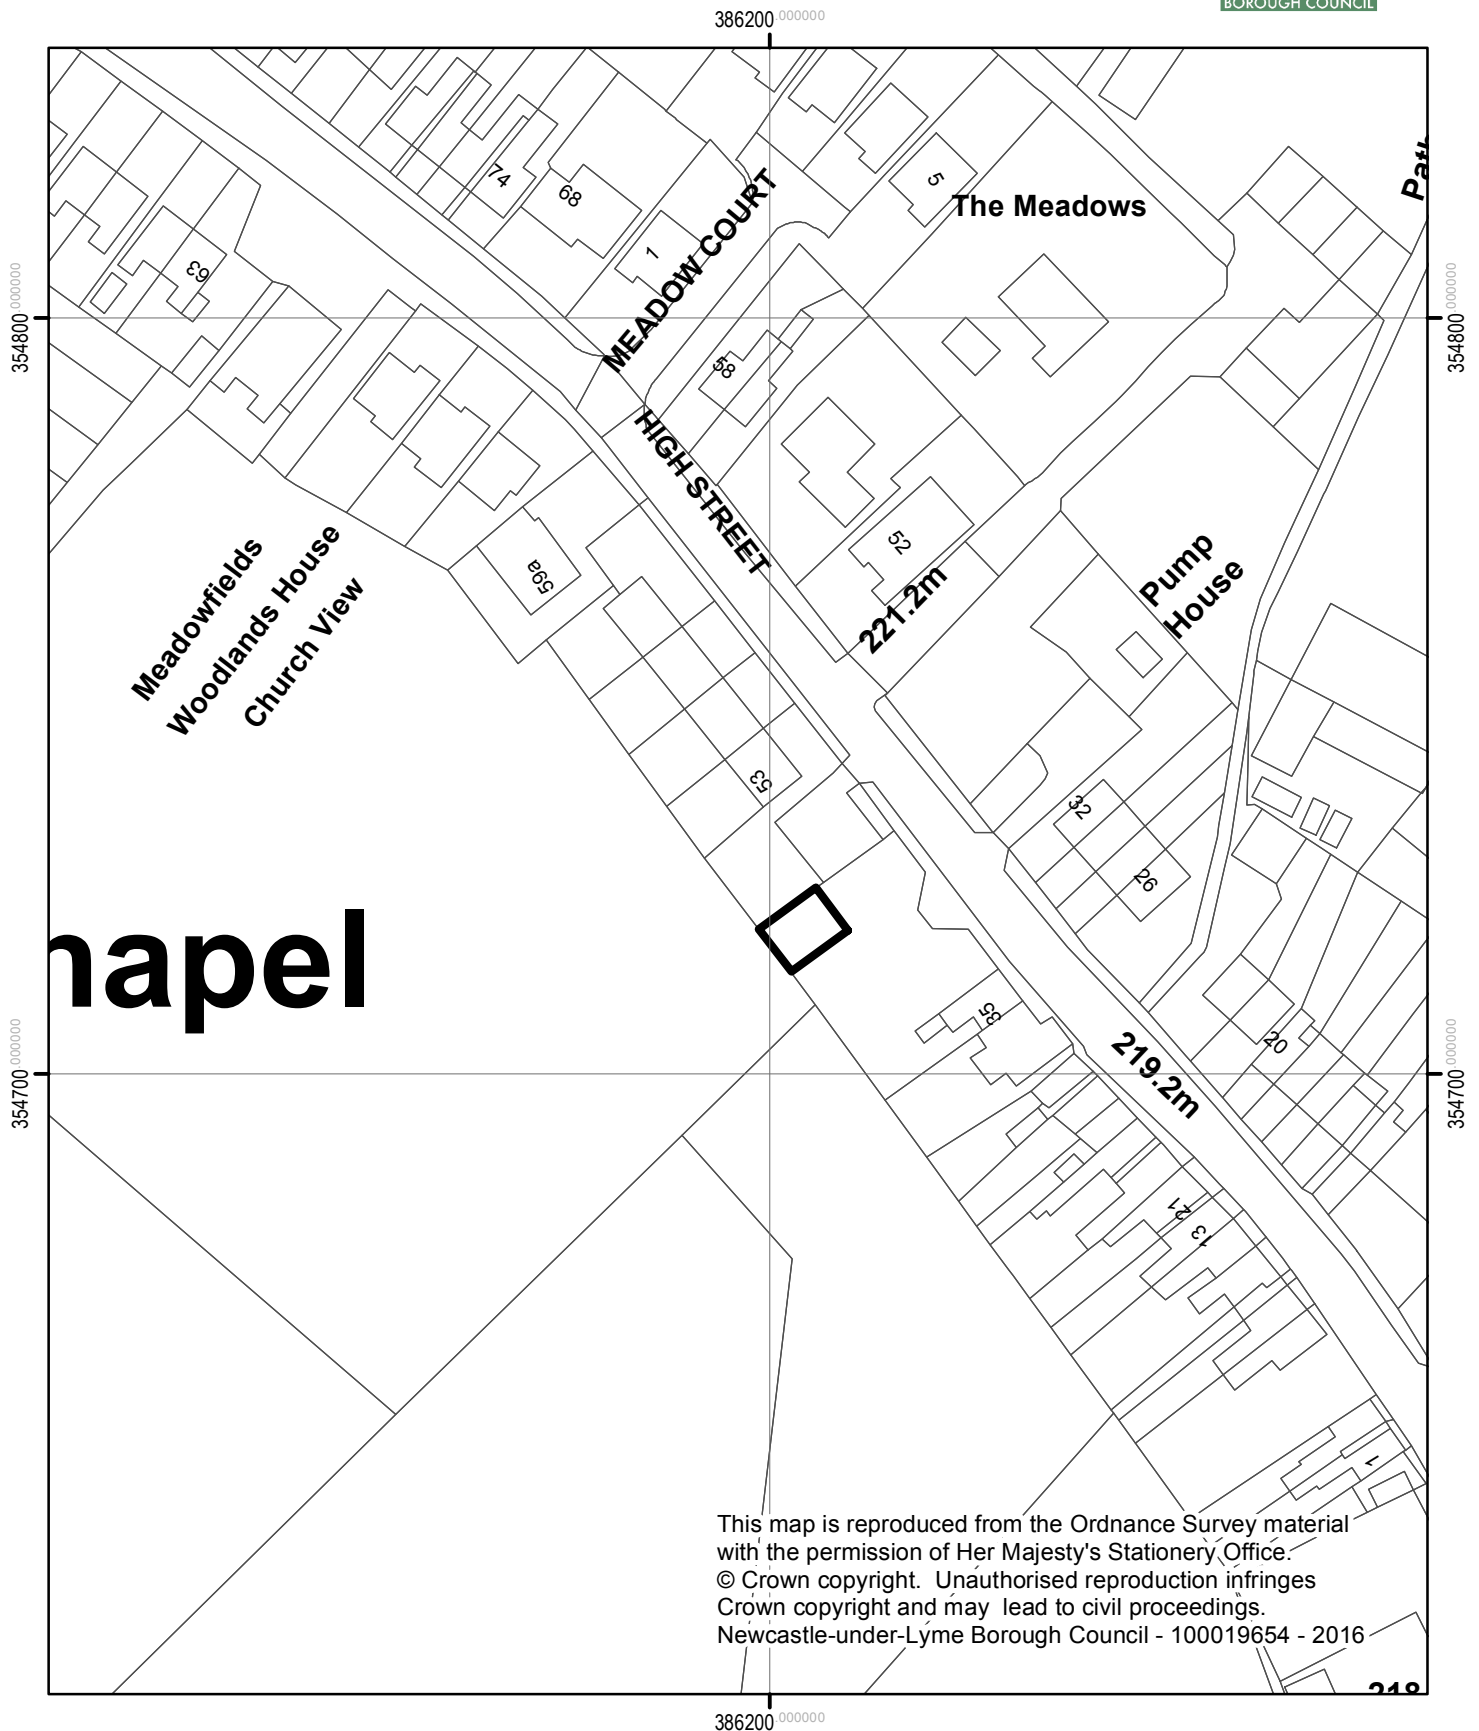 BOROUGH COUNCIL
386200.000000
Path
74
68
5
The Meadows
1
MEADOW COURT
63
354800.000000
354800.000000
58
HIGH STREET
52
59a
221.2m
Pump
House
Meadowfields
Woodlands House
Church View
53
32
26
hapel
35
20
219.2m
354700.000000
354700.000000
21
13
1
This map is reproduced from the Ordnance Survey material
with the permission of Her Majesty's Stationery Office.
© Crown copyright. Unauthorised reproduction infringes
Crown copyright and may lead to civil proceedings.
Newcastle-under-Lyme Borough Council - 100019654 - 2016
218
386200.000000